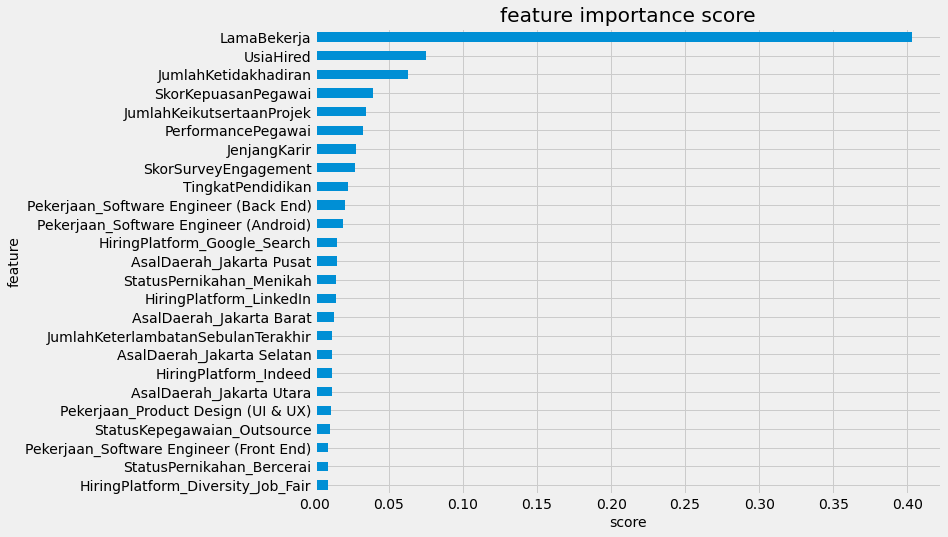 feature importance score
LamaBekerja
UsiaHired
JumlahKetidakhadiran
SkorKepuasanPegawai
JumlahKeikutsertaanProjek
PerformancePegawai
JenjangKarir
SkorSurveyEngagement
TingkatPendidikan
Pekerjaan_Software Engineer (Back End)
Pekerjaan_Software Engineer (Android)
HiringPlatform_Google_Search
AsalDaerah_Jakarta Pusat
StatusPernikahan_Menikah
HiringPlatform_LinkedIn
AsalDaerah_Jakarta Barat
JumlahKeterlambatanSebulanTerakhir
AsalDaerah_Jakarta Selatan
HiringPlatform_Indeed
AsalDaerah_Jakarta Utara
Pekerjaan_Product Design (UI & UX)
StatusKepegawaian_Outsource
Pekerjaan_Software Engineer (Front End)
StatusPernikahan_Bercerai
HiringPlatform_Diversity_Job_Fair
feature
0.00 0.05 0.10 0.15 0.20 0.25 0.30 0.35 0.40
score